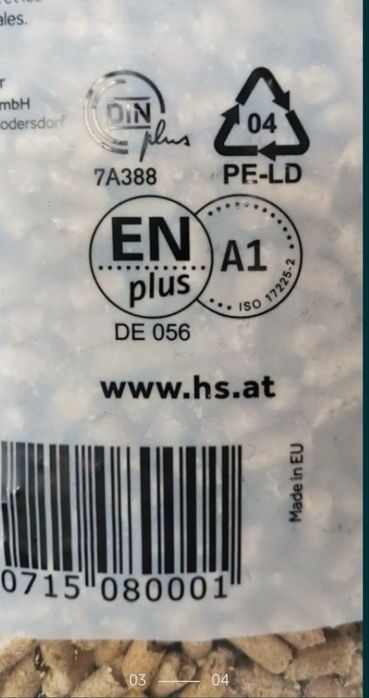 ales.
mbH
odersdorf
DIN
plus
7A388
04
PE-LD
EN
plus
A1
ISO 17225-2
DE 056
www.hs.at
Made in EU
0715 080001
03 04